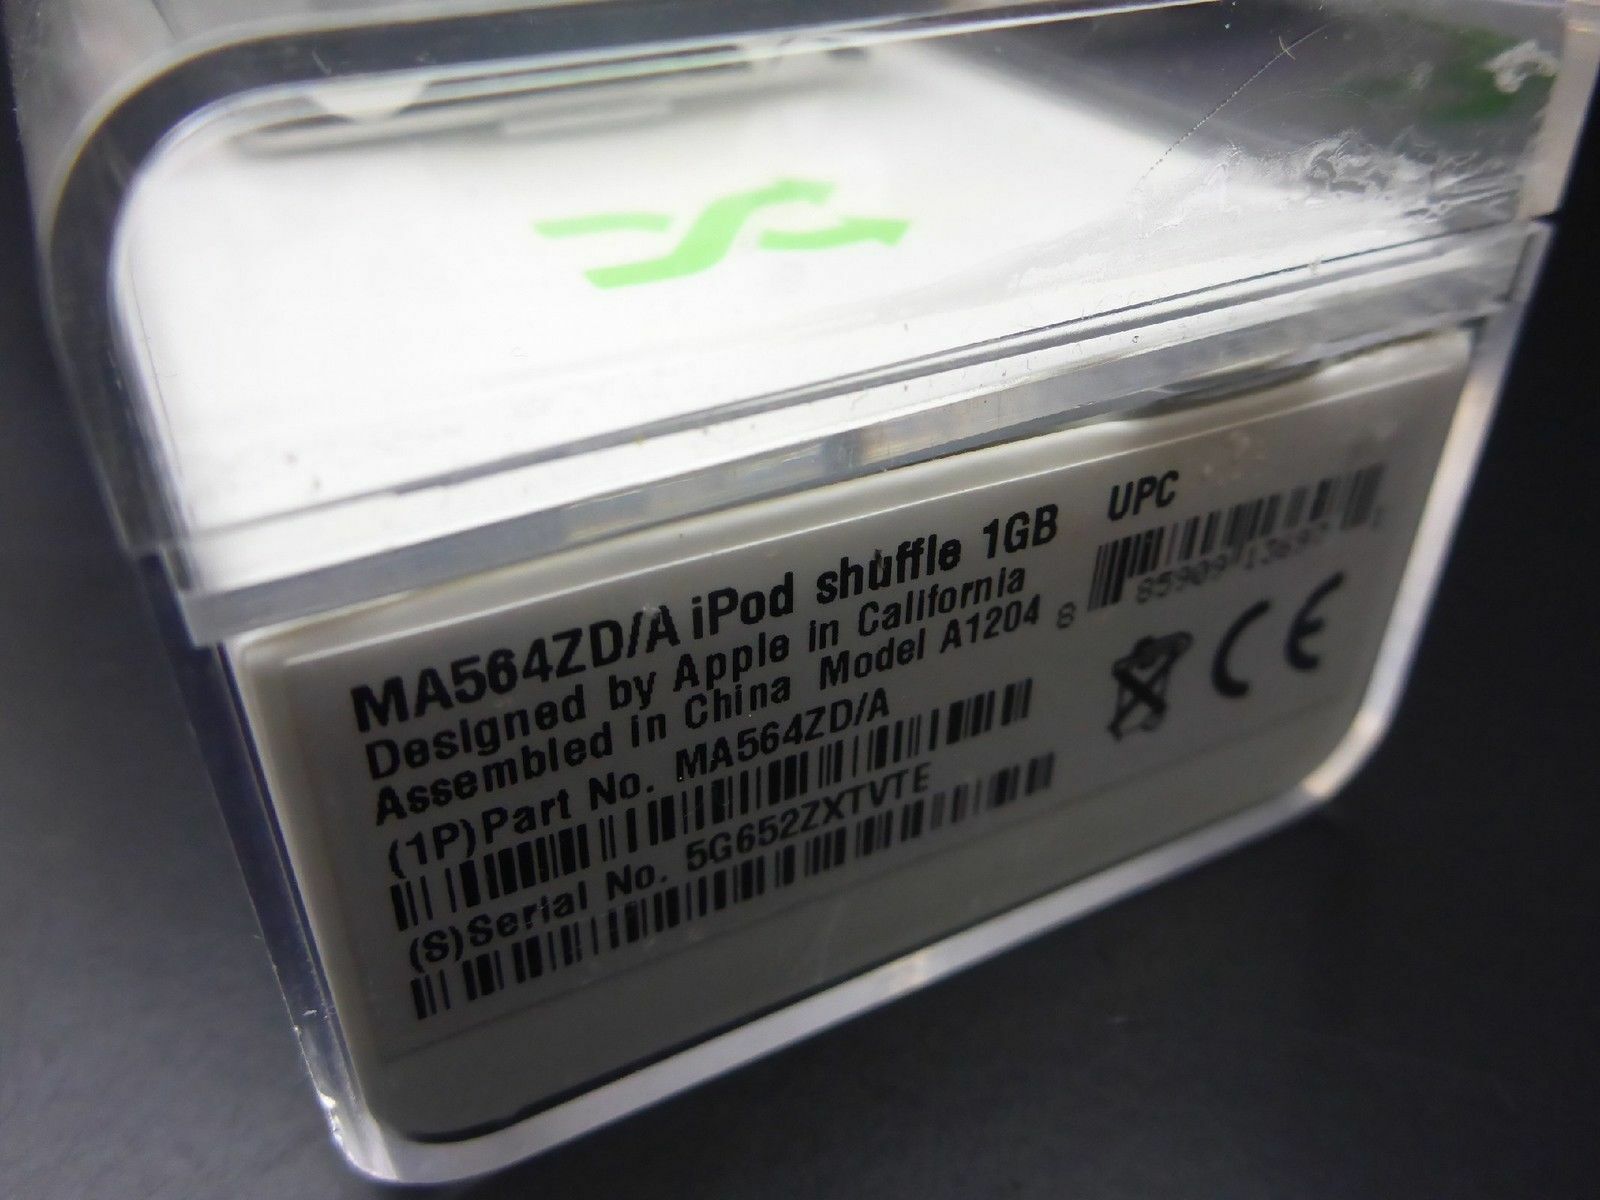 MA564ZD/A iPod shuffle 1GB
Designed by Apple in California
Assembled in China Model A1204
(1P)Part No. MA564ZD/A
(S)Serial No. 5G652ZXTVTE
UPC
CE